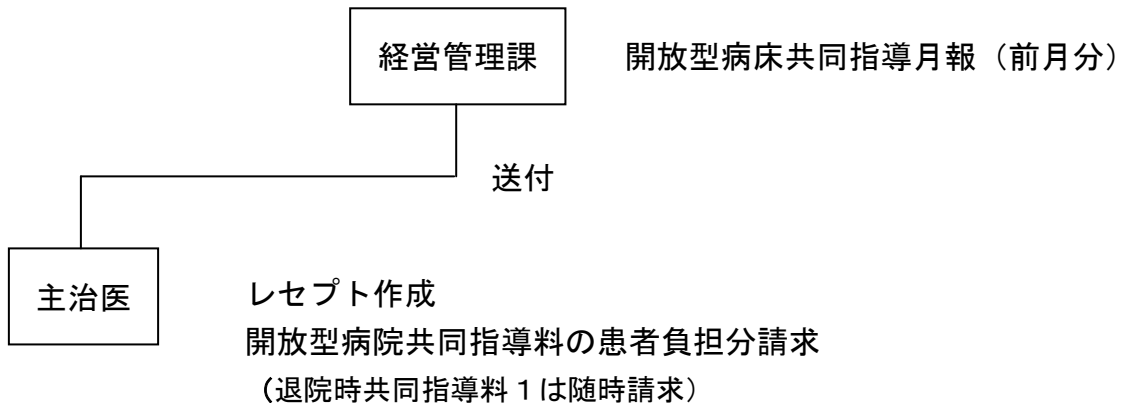 経営管理課
開放型病床共同指導月報（前月分）
送付
主治医
レセプト作成
開放型病院共同指導料の患者負担分請求
（退院時共同指導料１は随時請求）